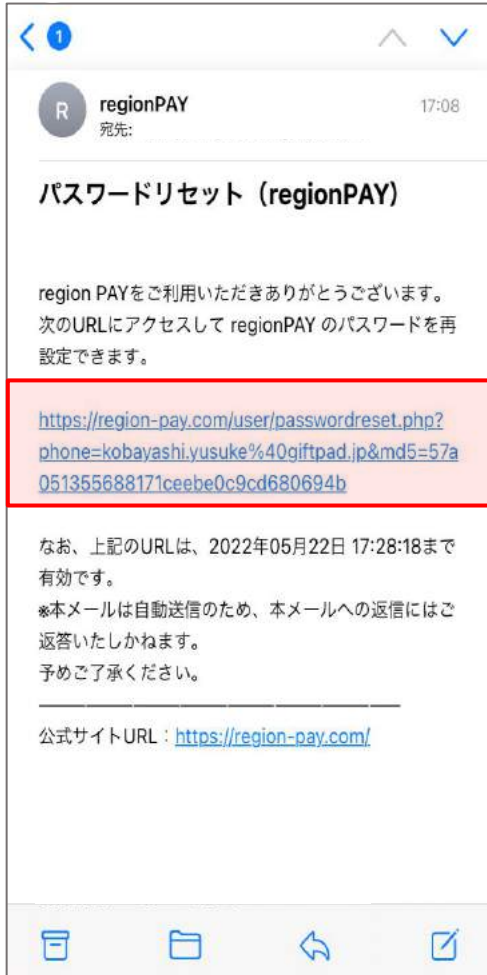 1
R
regionPAY
17:08
宛先:
パスワードリセット（regionPAY）
region PAYをご利用いただきありがとうございます。
次のURLにアクセスして regionPAY のパスワードを再
設定できます。
https://region-pay.com/user/passwordreset.php?
phone=kobayashi.yusuke%40giftpad.jp&md5=57a
051355688171ceebe0c9cd680694b
なお、上記のURLは、2022年05月22日 17:28:18まで
有効です。
※本メールは自動送信のため、本メールへの返信にはご
返答いたしかねます。
予めご了承ください。
公式サイトURL：https://region-pay.com/